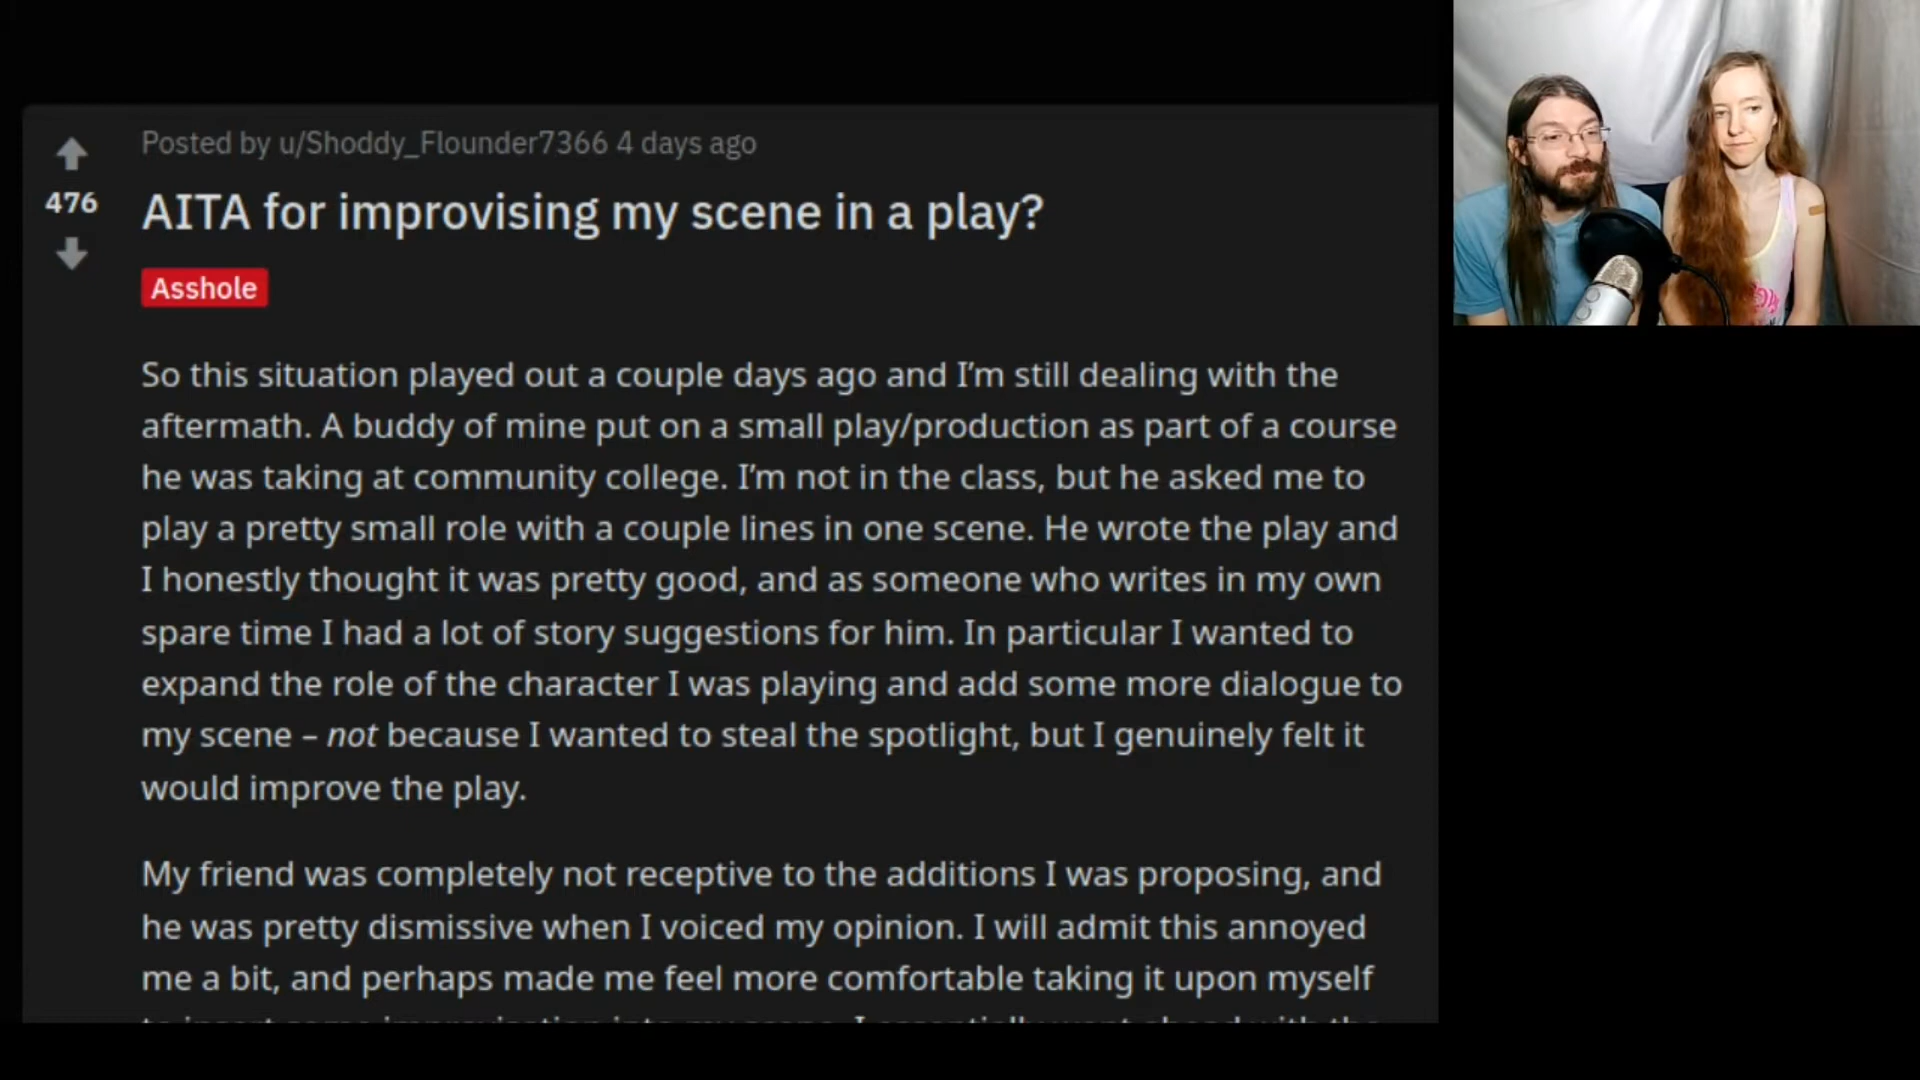 Posted by u/Shoddy_Flounder7366 4 days ago
476
AITA for improvising my scene in a play?
Asshole
So this situation played out a couple days ago and I’m still dealing with the
aftermath. A buddy of mine put on a small play/production as part of a course
he was taking at community college. I’m not in the class, but he asked me to
play a pretty small role with a couple lines in one scene. He wrote the play and
I honestly thought it was pretty good, and as someone who writes in my own
spare time I had a lot of story suggestions for him. In particular I wanted to
expand the role of the character I was playing and add some more dialogue to
my scene – not because I wanted to steal the spotlight, but I genuinely felt it
would improve the play.
My friend was completely not receptive to the additions I was proposing, and
he was pretty dismissive when I voiced my opinion. I will admit this annoyed
me a bit, and perhaps made me feel more comfortable taking it upon myself